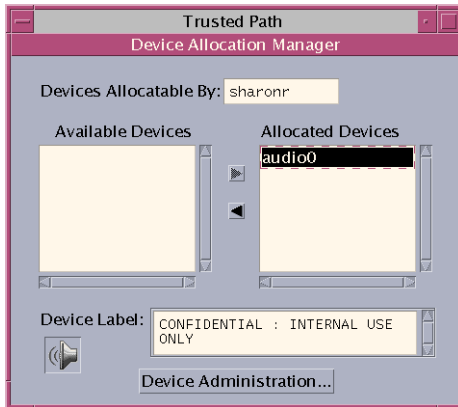 Trusted Path
Device Allocation Manager
Devices Allocatable By: sharonr
Available Devices
Allocated Devices
audio0
Device Label: CONFIDENTIAL : INTERNAL USE
ONLY
Device Administration...